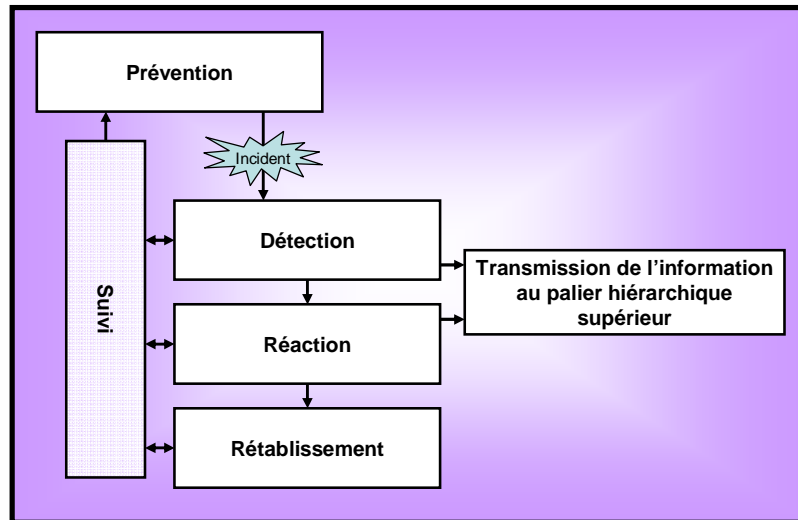 Prévention
Incident
Détection
Transmission de l’information
au palier hiérarchique
supérieur
Suivi
Réaction
Rétablissement